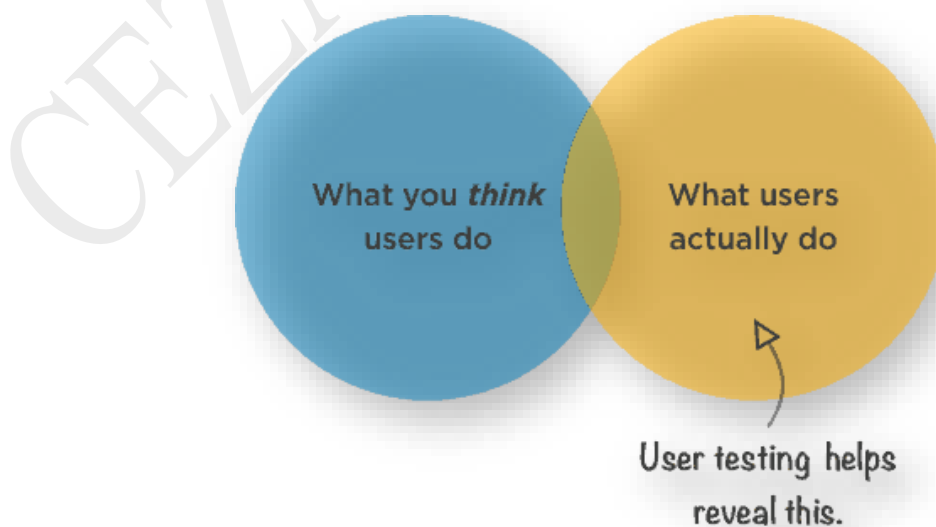 What you think
users do
What users
actually do
User testing helps
reveal this.